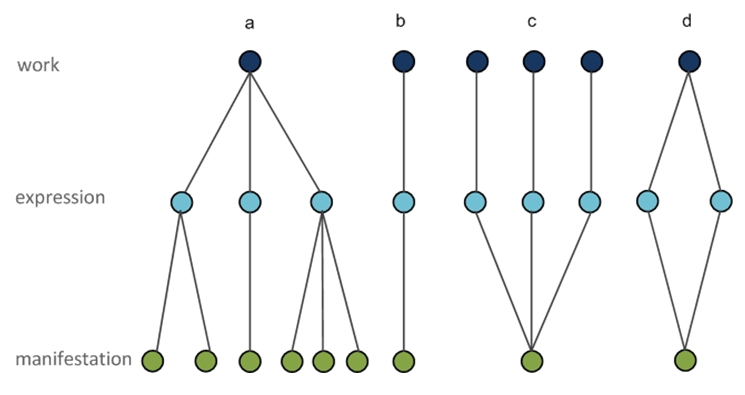 a b c d
work
expression
manifestation